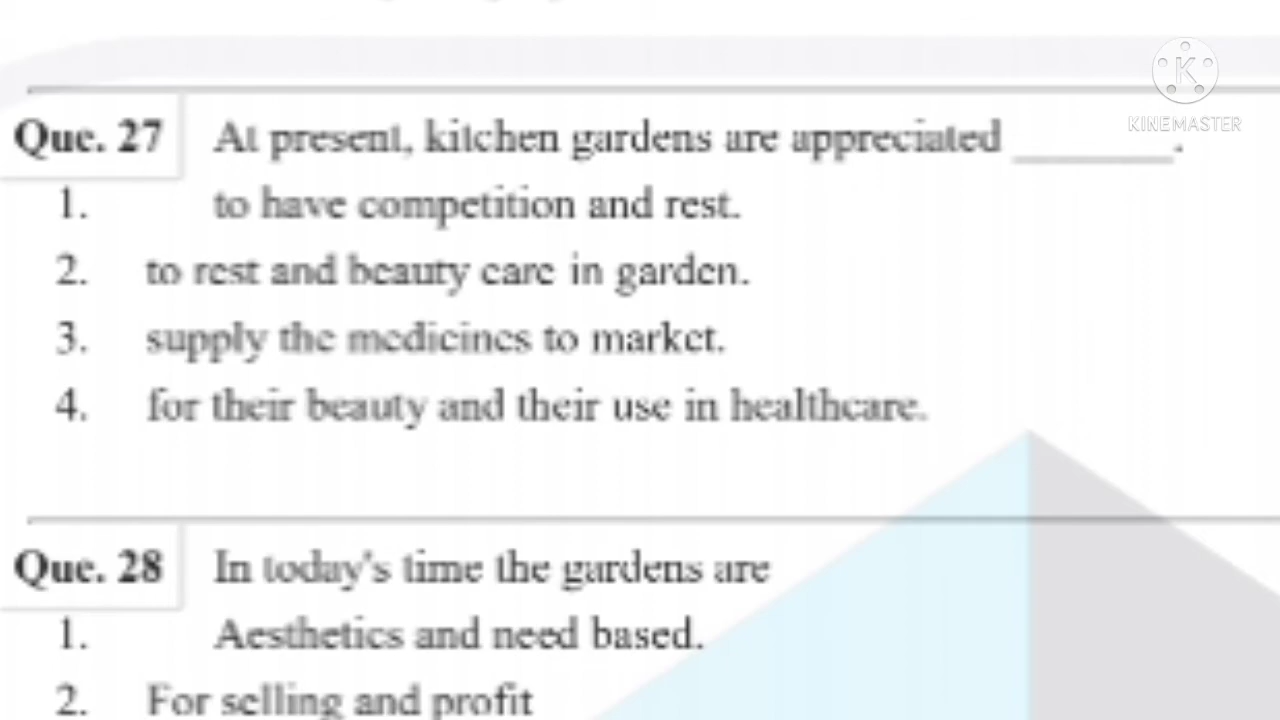 K
KINEMASTER
Que. 27 At present, kitchen gardens are appreciated ________.
1. to have competition and rest.
2. to rest and beauty care in garden.
3. supply the medicines to market.
4. for their beauty and their use in healthcare.
Que. 28 In today's time the gardens are
1. Aesthetics and need based.
2. For selling and profit